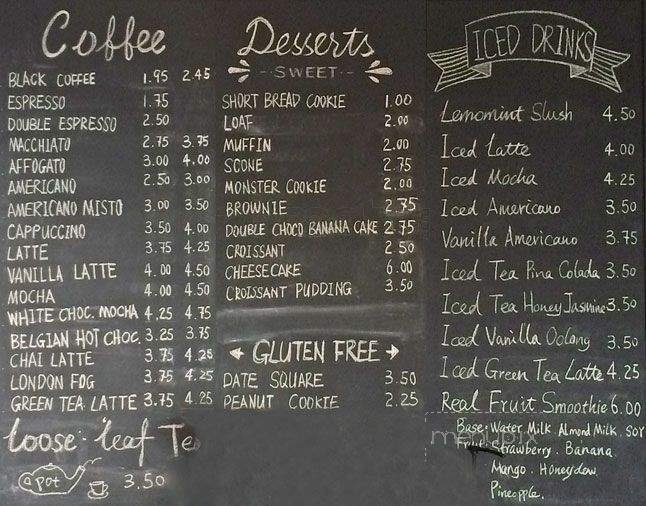 Coffee
BLACK COFFEE 1.95 2.45
ESPRESSO 1.75
DOUBLE ESPRESSO 2.50
MACCHIATO 2.75 3.75
AFFOGATO 3.00 4.00
AMERICANO 2.50 3.00
AMERICANO MISTO 3.00 3.50
CAPPUCCINO 3.50 4.00
LATTE 3.75 4.25
VANILLA LATTE 4.00 4.50
MOCHA 4.00 4.50
WHITE CHOC. MOCHA 4.25 4.75
BELGIAN HOT CHOC. 3.25 3.75
CHAI LATTE 3.75 4.25
LONDON FOG 3.75 4.25
GREEN TEA LATTE 3.75 4.25
loose leaf Te
a pot 3.50
Desserts
--SWEET--
SHORT BREAD COOKIE 1.00
LOAF 2.00
MUFFIN 2.00
SCONE 2.75
MONSTER COOKIE 2.00
BROWNIE 2.75
DOUBLE CHOCO BANANA CAKE 2.75
CROISSANT 2.50
CHEESECAKE 6.00
CROISSANT PUDDING 3.50
GLUTEN FREE
DATE SQUARE 3.50
PEANUT COOKIE 2.25
ICED DRINKS
Lemomint Slush 4.50
Iced Latte 4.00
Iced Mocha 4.25
Iced Americano 3.50
Vanilla Americano 3.75
Iced Tea Pina Colada 3.50
Iced Tea Honey Jasmine 3.50
Iced Vanilla Oolong 3.50
Iced Green Tea Latte 4.25
Real Fruit Smoothie 6.00
Base: Water Milk Almond Milk. SOY
Strawberry. Banana
Mango. Honeydew
Pineapple.
menupix